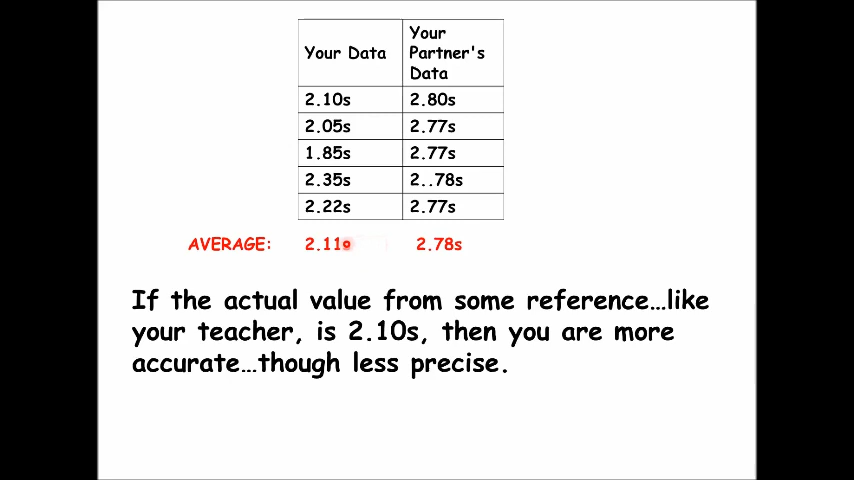 Your Data
Your
Partner's
Data
2.10s 2.80s
2.05s 2.77s
1.85s 2.77s
2.35s 2..78s
2.22s 2.77s
AVERAGE: 2.11s 2.78s
If the actual value from some reference...like
your teacher, is 2.10s, then you are more
accurate...though less precise.